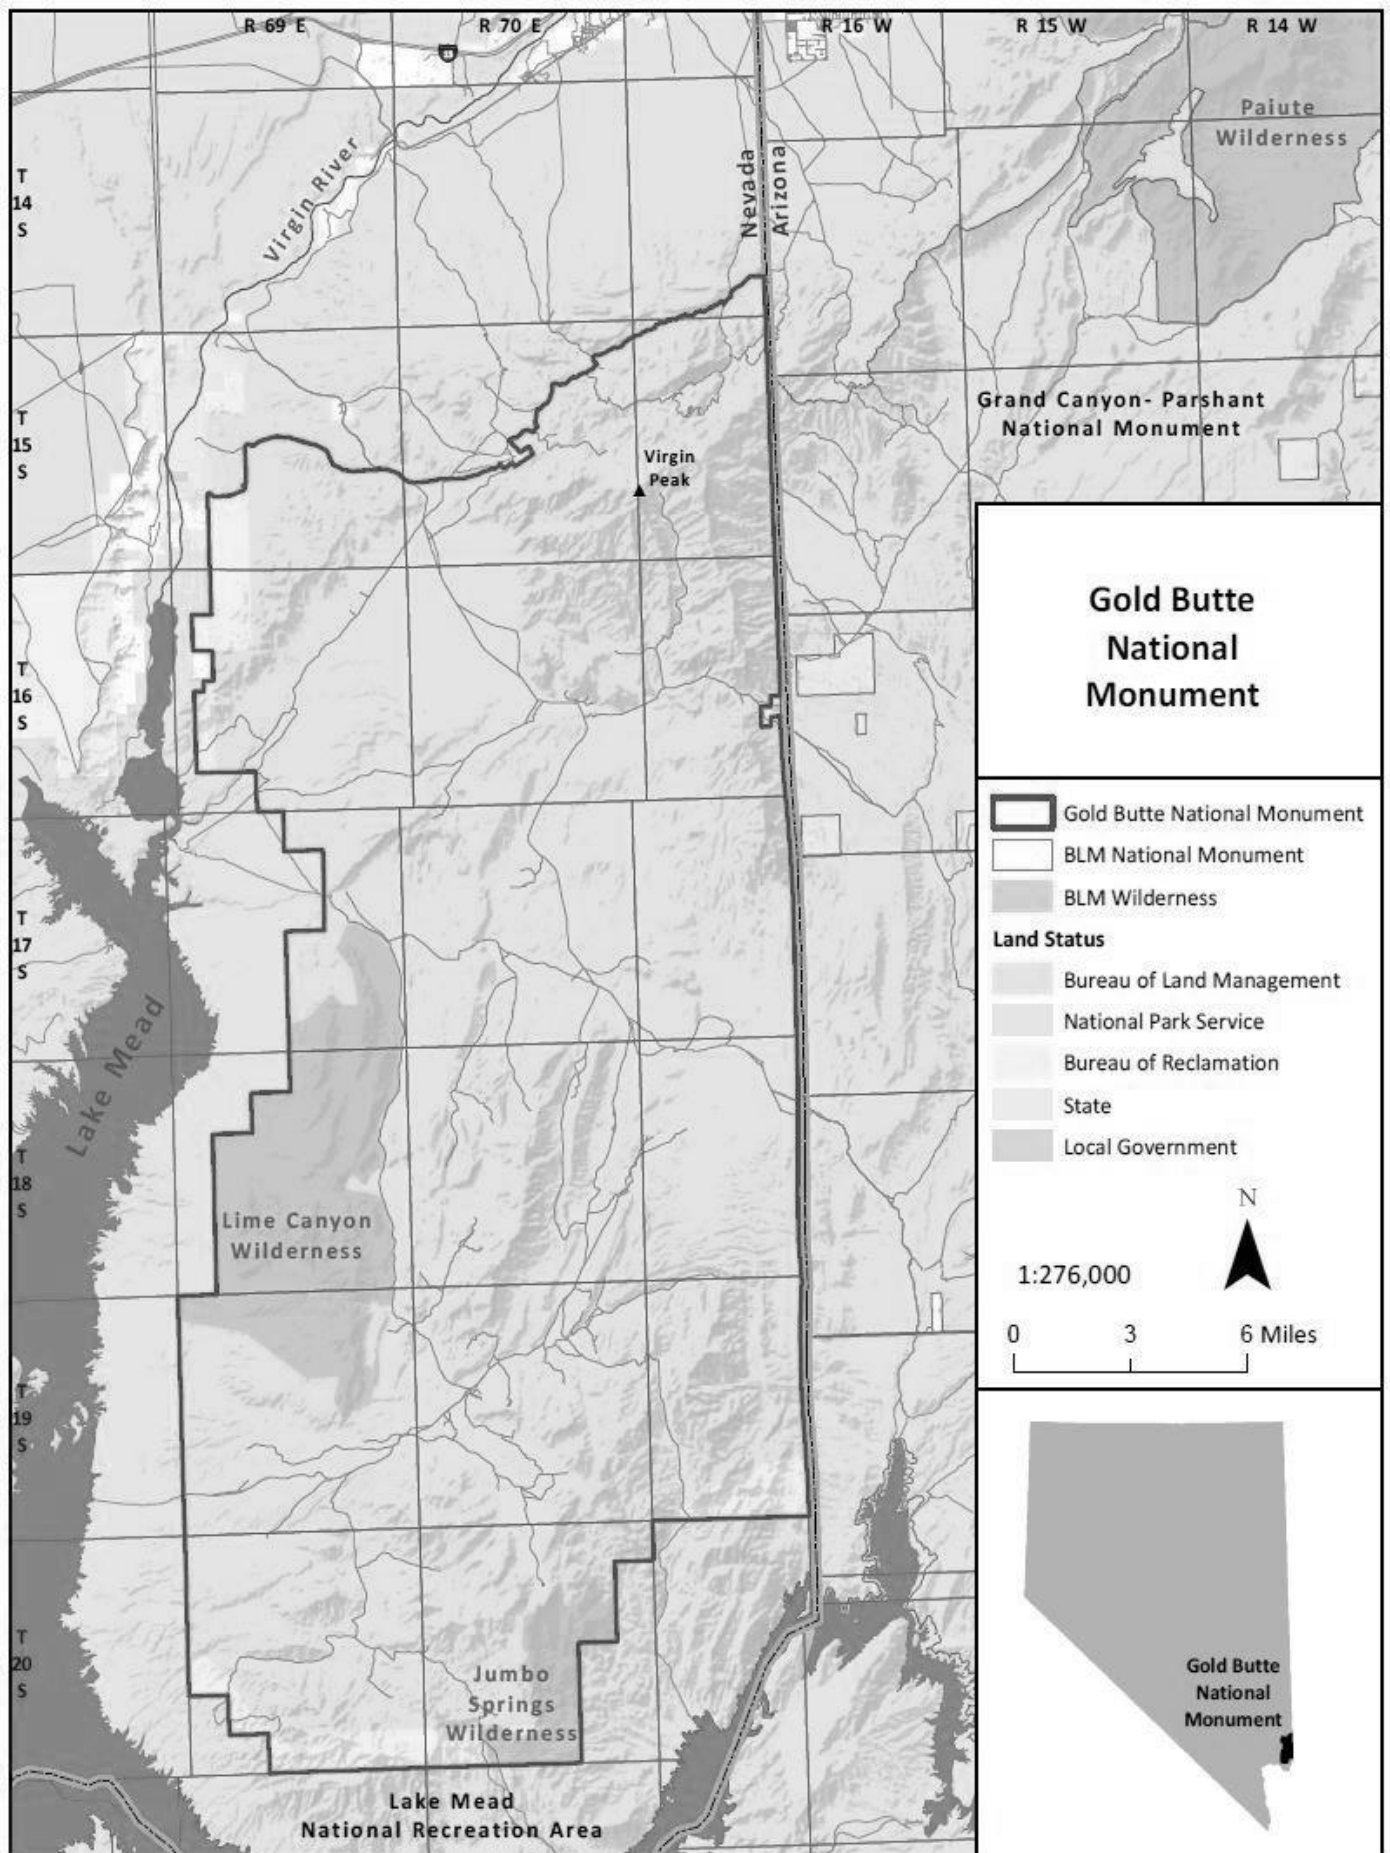 R 69 E
R 70 E
R 16 W
R 15 W
R 14 W
Paiute
Wilderness
Virgin River
Nevada
Arizona
T
14
S
Grand Canyon- Parshant
National Monument
T
15
S
Virgin
Peak
T
16
S
T
17
S
Lake Mead
T
18
S
Lime Canyon
Wilderness
T
19
S
T
20
S
Jumbo
Springs
Wilderness
Lake Mead
National Recreation Area
Gold Butte
National
Monument
Gold Butte National Monument
BLM National Monument
BLM Wilderness
Land Status
Bureau of Land Management
National Park Service
Bureau of Reclamation
State
Local Government
N
1:276,000
0 3 6 Miles
Gold Butte
National
Monument